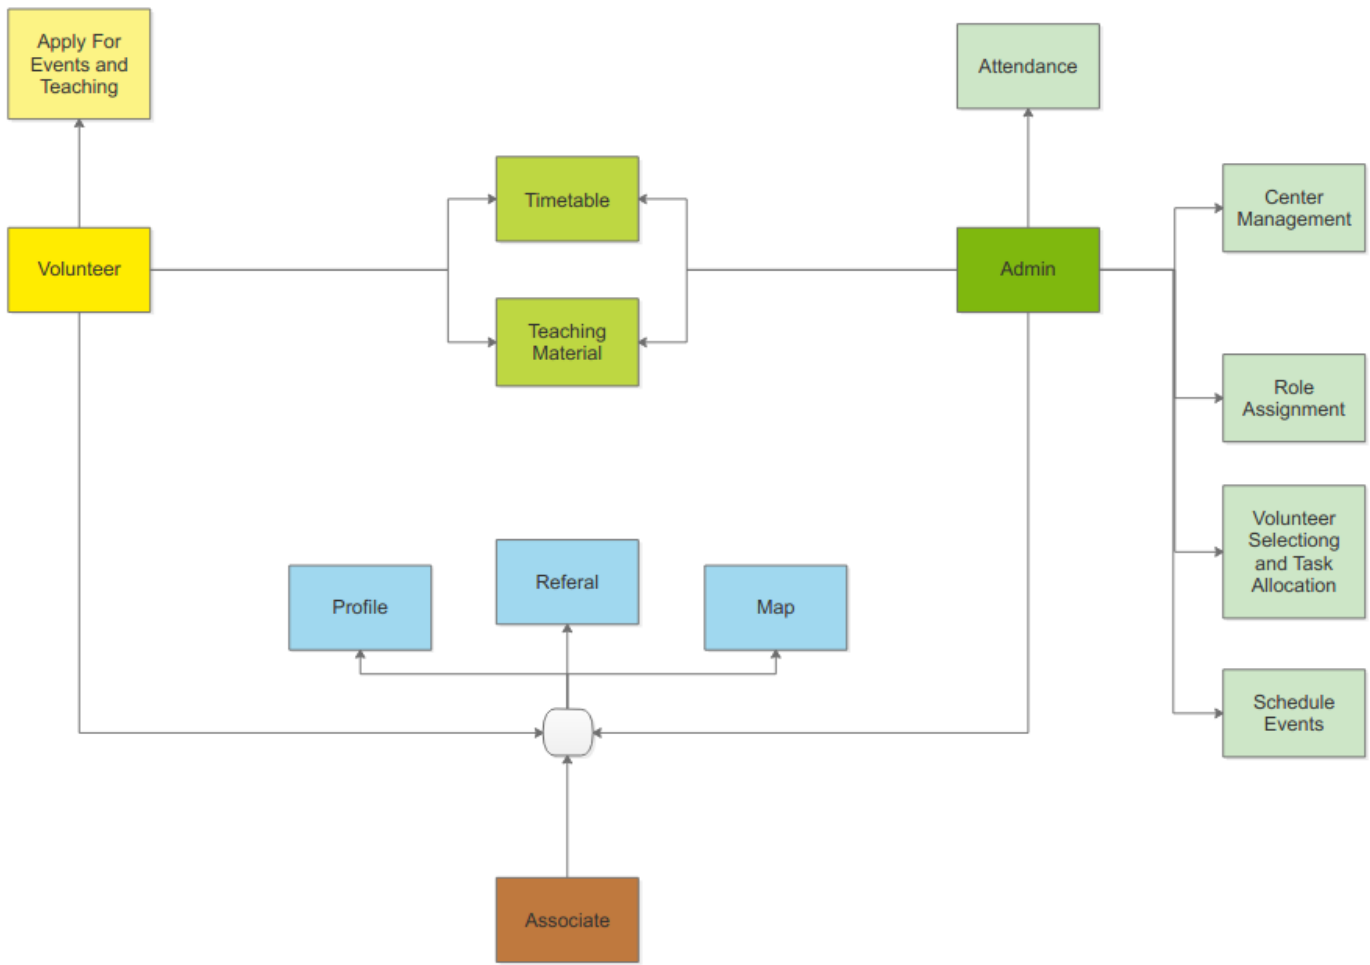 Apply For
Events and
Teaching
Attendance
Timetable
Center
Management
Volunteer
Admin
Teaching
Material
Role
Assignment
Volunteer
Selectiong
and Task
Allocation
Referal
Profile
Map
Schedule
Events
Associate